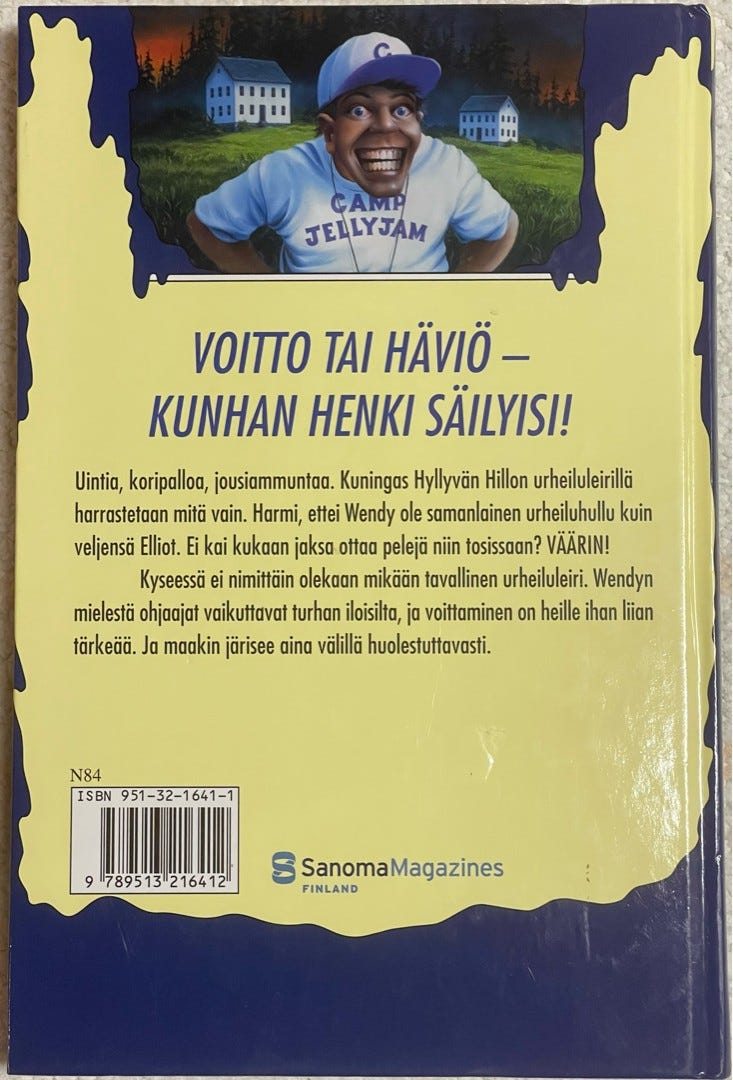 C
CAMP
JELLYJAM
VOITTO TAI HÄVIÖ –
KUNHAN HENKI SÄILYISI!
Uintia, koripalloa, jousiammuntaa. Kuningas Hyllyvän Hillon urheiluleirillä
harrastetaan mitä vain. Harmi, ettei Wendy ole samanlainen urheiluhullu kuin
veljensä Elliot. Ei kai kukaan jaksa ottaa pelejä niin tosissaan? VÄÄRIN!
Kyseessä ei nimittäin olekaan mikään tavallinen urheiluleiri. Wendyn
mielestä ohjaajat vaikuttavat turhan iloisilta, ja voittaminen on heille ihan liian
tärkeää. Ja maakin järisee aina välillä huolestuttavasti.
N84
ISBN 951-32-1641-1
9 789513 216412
SanomaMagazines
FINLAND